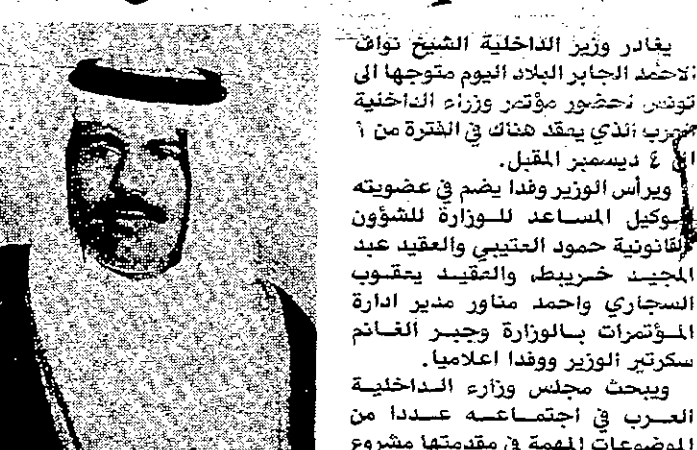 يغادر وزير الداخلية الشيخ نواف
الاحمد الجابر البلاد اليوم متوجها الى
تونس لحضور مؤتمر وزراء الداخلية
العرب الذي يعقد هناك في الفترة من ٢
الى ٤ ديسمبر المقبل.
ويرأس الوزير وفدا يضم في عضويته
الوكيل المساعد للوزارة للشؤون
القانونية حمود العتيبي والعقيد عبد
المجيد خريبط، والعقيد يعقوب
السجاري واحمد مناور مدير ادارة
المؤتمرات بالوزارة وجبر الغانم
سكرتير الوزير ووفدا اعلاميا.
ويبحث مجلس وزارء الداخلية
العرب في اجتماعه عددا من
الموضوعات المهمة في مقدمتها مشروع